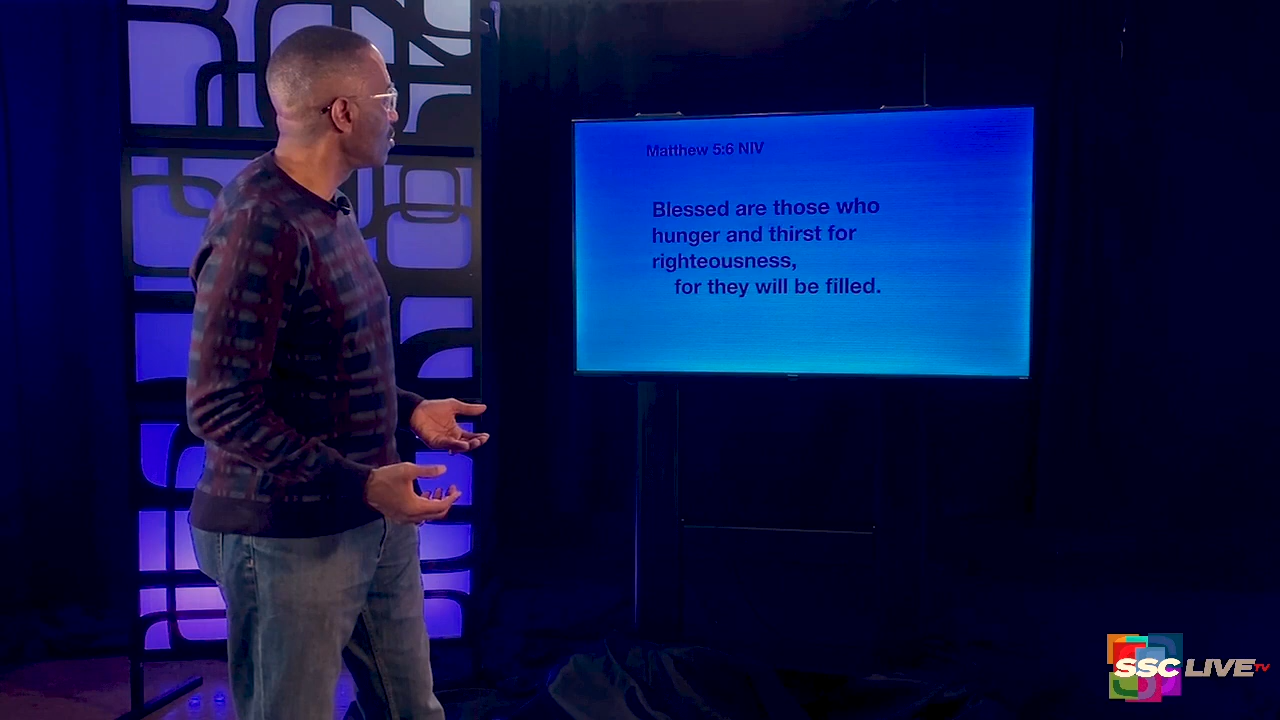 Matthew 5:6 NIV
Blessed are those who
hunger and thirst for
righteousness,
for they will be filled.
SSC LIVE TV